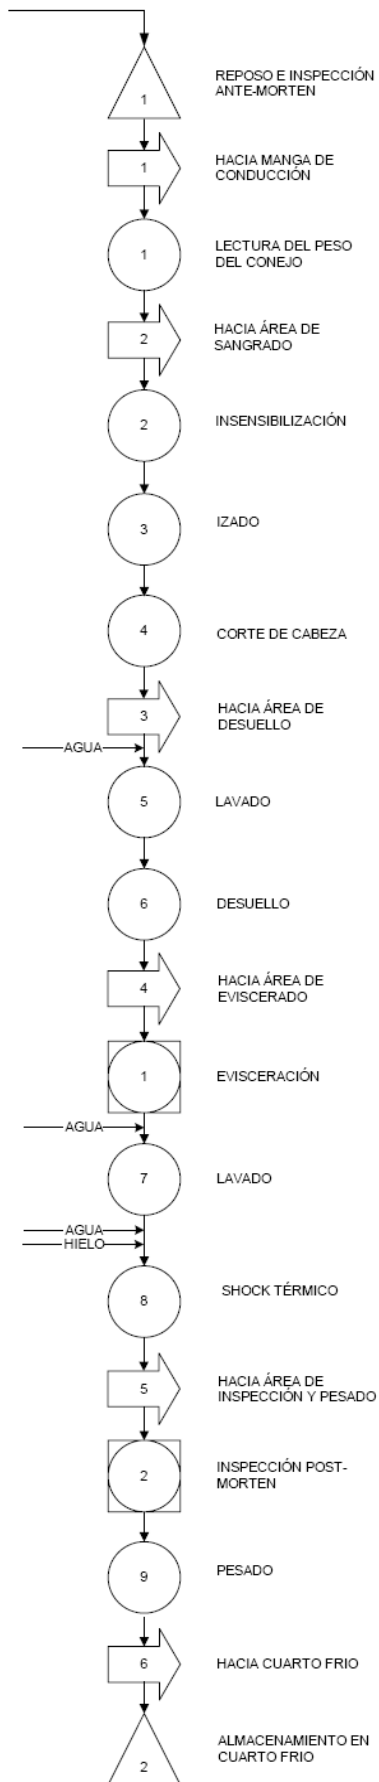 1
REPOSO E INSPECCIÓN
ANTE-MORTEN
1
HACIA MANGA DE
CONDUCCIÓN
1
LECTURA DEL PESO
DEL CONEJO
2
HACIA ÁREA DE
SANGRADO
2
INSENSIBILIZACIÓN
3
IZADO
4
CORTE DE CABEZA
3
HACIA ÁREA DE
DESUELLO
AGUA
5
LAVADO
6
DESUELLO
4
HACIA ÁREA DE
EVISCERADO
1
EVISCERACIÓN
AGUA
7
LAVADO
AGUA
HIELO
8
SHOCK TÉRMICO
5
HACIA ÁREA DE
INSPECCIÓN Y PESADO
2
INSPECCIÓN POST-
MORTEN
9
PESADO
6
HACIA CUARTO FRIO
2
ALMACENAMIENTO EN
CUARTO FRIO